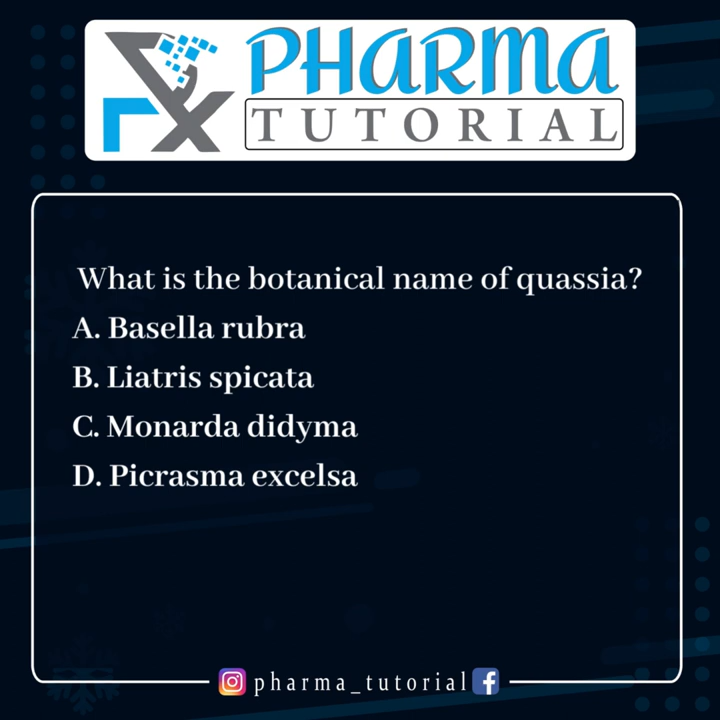 PHARMA
TUTORIAL
What is the botanical name of quassia?
A. Basella rubra
B. Liatris spicata
C. Monarda didyma
D. Picrasma excelsa
pharma_tutorial